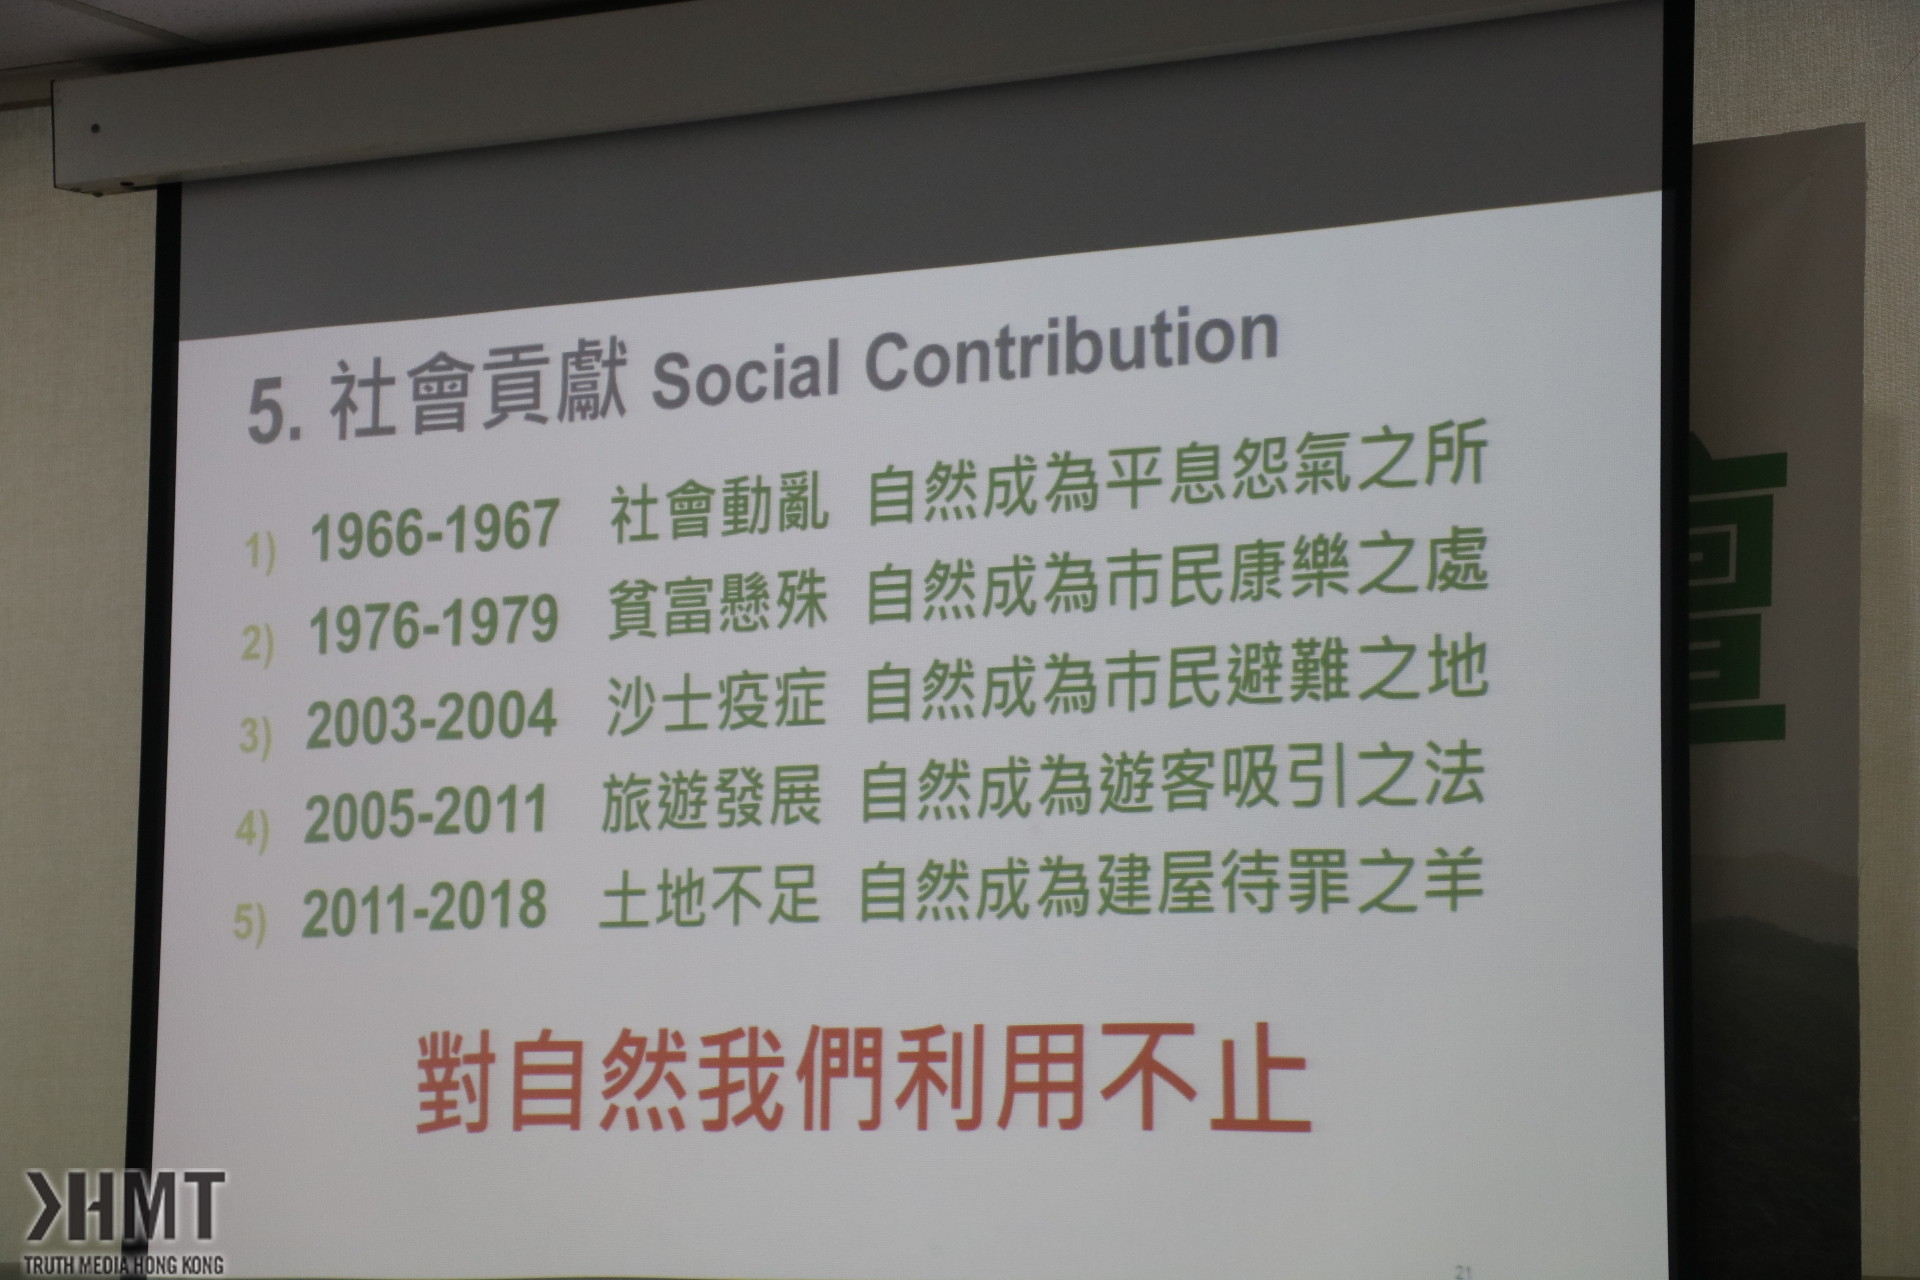 5. 社會貢獻 Social Contribution
1) 1966-1967 社會動亂 自然成為平息怨氣之所
2) 1976-1979 貧富懸殊 自然成為市民康樂之處
3) 2003-2004 沙士疫症 自然成為市民避難之地
4) 2005-2011 旅遊發展 自然成為遊客吸引之法
5) 2011-2018 土地不足 自然成為建屋待罪之羊
對自然我們利用不止
21
HMT
TRUTH MEDIA HONG KONG